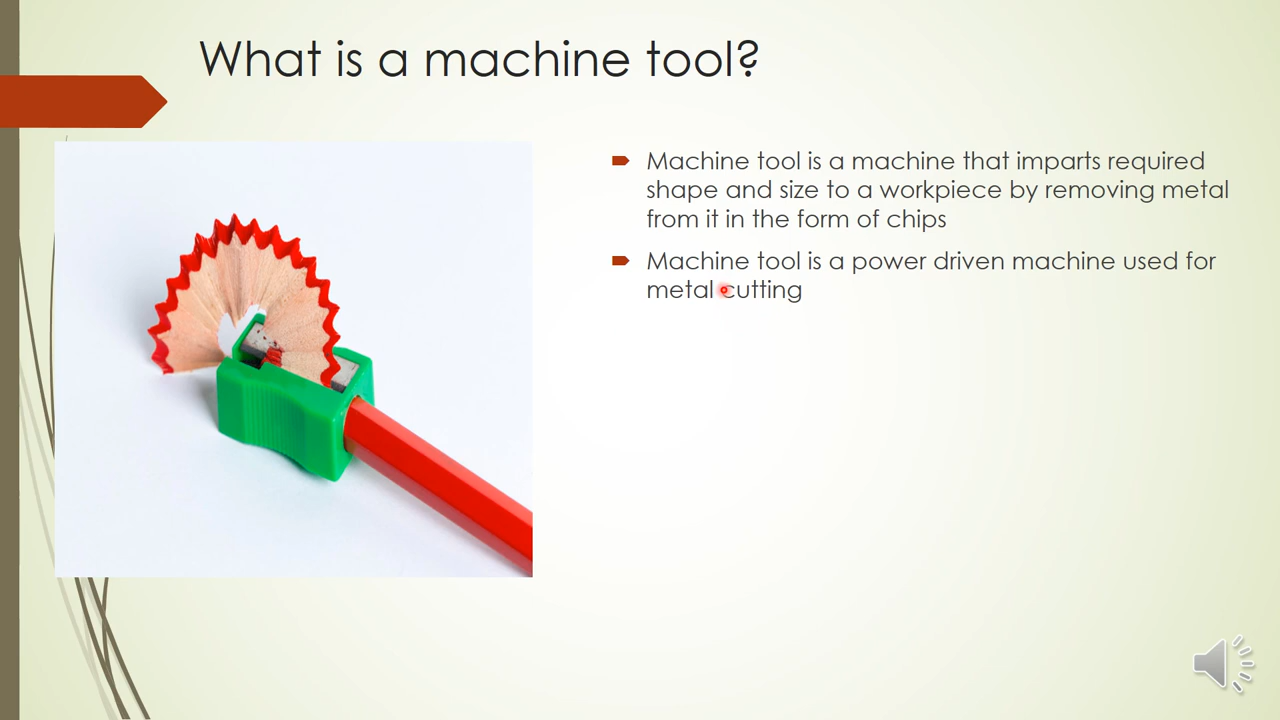 What is a machine tool?
Machine tool is a machine that imparts required
shape and size to a workpiece by removing metal
from it in the form of chips
Machine tool is a power driven machine used for
metal cutting